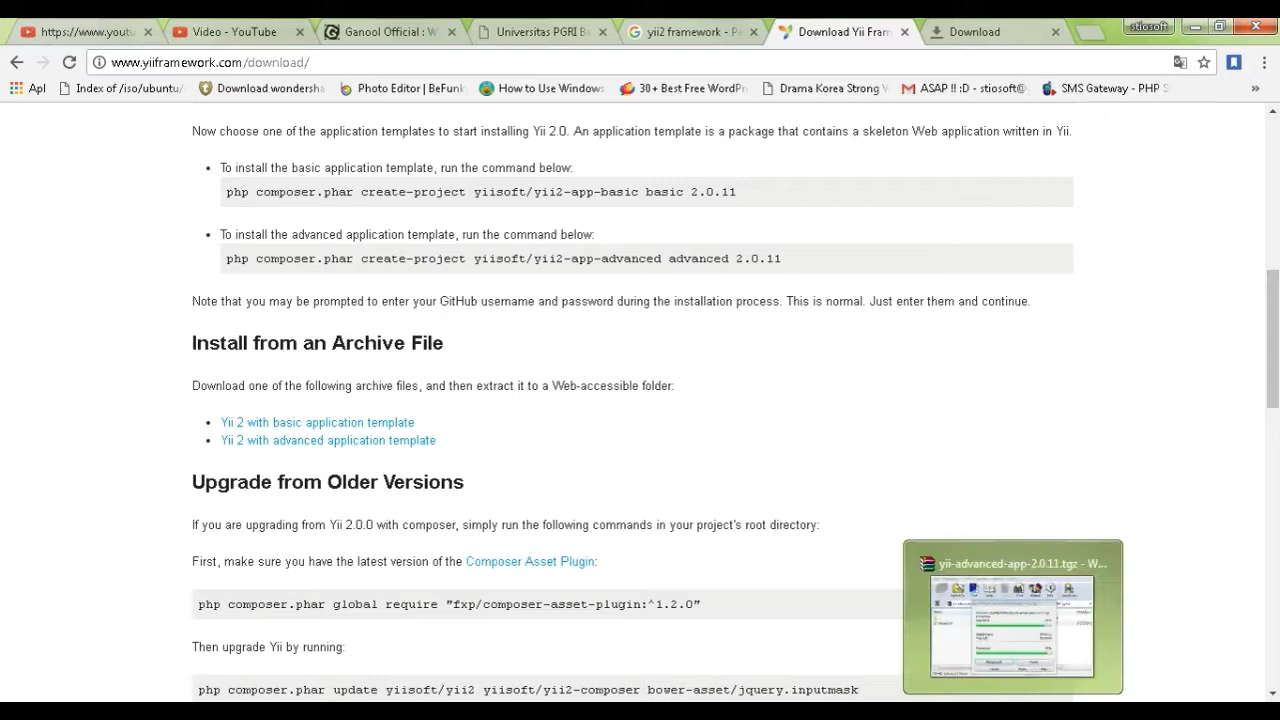 https://www.youtu
Video - YouTube
Ganool Official : W
Universitas PGRI Ba
yii2 framework - Pe
Download Yii Fram
Download
stiosoft
www.yiiframework.com/download/
Apl
Index of /iso/ubuntu/
Download wondersha
Photo Editor | BeFunk
How to Use Windows
30+ Best Free WordPr
Drama Korea Strong W
ASAP !! :D - stiosoft@g
SMS Gateway - PHP S
Now choose one of the application templates to start installing Yii 2.0. An application template is a package that contains a skeleton Web application written in Yii.
• To install the basic application template, run the command below:
php composer.phar create-project yiisoft/yii2-app-basic basic 2.0.11
• To install the advanced application template, run the command below:
php composer.phar create-project yiisoft/yii2-app-advanced advanced 2.0.11
Note that you may be prompted to enter your GitHub username and password during the installation process. This is normal. Just enter them and continue.
Install from an Archive File
Download one of the following archive files, and then extract it to a Web-accessible folder:
• Yii 2 with basic application template
• Yii 2 with advanced application template
Upgrade from Older Versions
If you are upgrading from Yii 2.0.0 with composer, simply run the following commands in your project's root directory:
First, make sure you have the latest version of the Composer Asset Plugin:
yii-advanced-app-2.0.11.tgz - W...
php composer.phar global require "fxp/composer-asset-plugin:^1.2.0"
Then upgrade Yii by running:
php composer.phar update yiisoft/yii2 yiisoft/yii2-composer bower-asset/jquery.inputmask